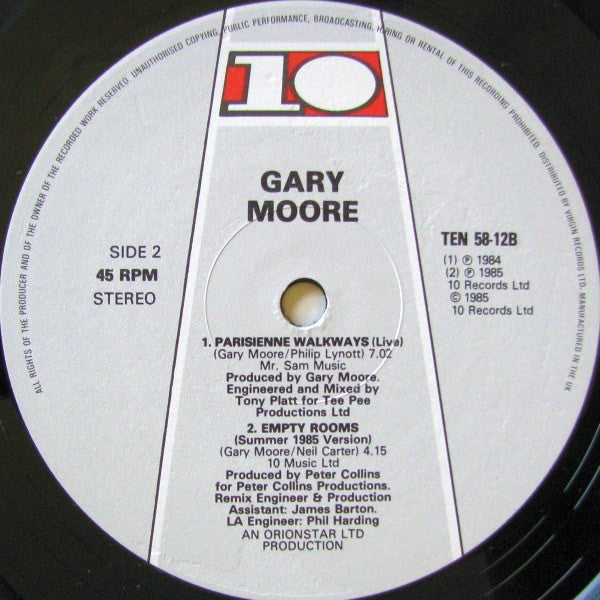 ALL RIGHTS OF THE PRODUCER AND OF THE OWNER OF THE RECORDED WORK RESERVED. UNAUTHORISED COPYING, PUBLIC PERFORMANCE, BROADCASTING, HIRING OR RENTAL OF THIS RECORDING PROHIBITED. DISTRIBUTED BY VIRGIN RECORDS LTD. MANUFACTURED IN THE UK
10
GARY
MOORE
SIDE 2
45 RPM
STEREO
TEN 58-12B
(1) ℗ 1984
(2) ℗ 1985
10 Records Ltd
© 1985
10 Records Ltd
1. PARISIENNE WALKWAYS (Live)
(Gary Moore/Philip Lynott) 7.02
Mr. Sam Music
Produced by Gary Moore.
Engineered and Mixed by
Tony Platt for Tee Pee
Productions Ltd
2. EMPTY ROOMS
(Summer 1985 Version)
(Gary Moore/Neil Carter) 4.15
10 Music Ltd
Produced by Peter Collins
for Peter Collins Productions.
Remix Engineer & Production
Assistant: James Barton.
LA Engineer: Phil Harding
AN ORIONSTAR LTD
PRODUCTION